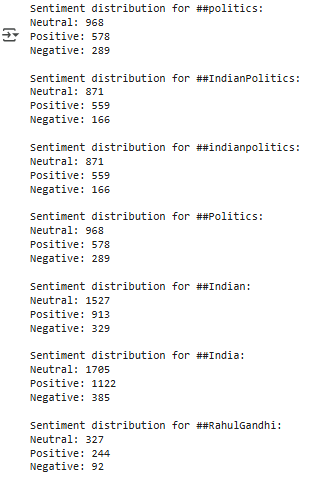 Sentiment distribution for ##politics:
Neutral: 968
Positive: 578
Negative: 289
Sentiment distribution for ##IndianPolitics:
Neutral: 871
Positive: 559
Negative: 166
Sentiment distribution for ##indianpolitics:
Neutral: 871
Positive: 559
Negative: 166
Sentiment distribution for ##Politics:
Neutral: 968
Positive: 578
Negative: 289
Sentiment distribution for ##Indian:
Neutral: 1527
Positive: 913
Negative: 329
Sentiment distribution for ##India:
Neutral: 1705
Positive: 1122
Negative: 385
Sentiment distribution for ##RahulGandhi:
Neutral: 327
Positive: 244
Negative: 92